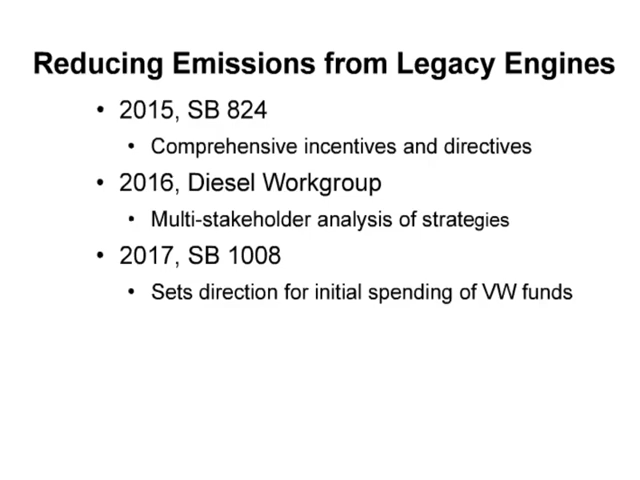 Reducing Emissions from Legacy Engines
• 2015, SB 824
• Comprehensive incentives and directives
• 2016, Diesel Workgroup
• Multi-stakeholder analysis of strategies
• 2017, SB 1008
• Sets direction for initial spending of VW funds